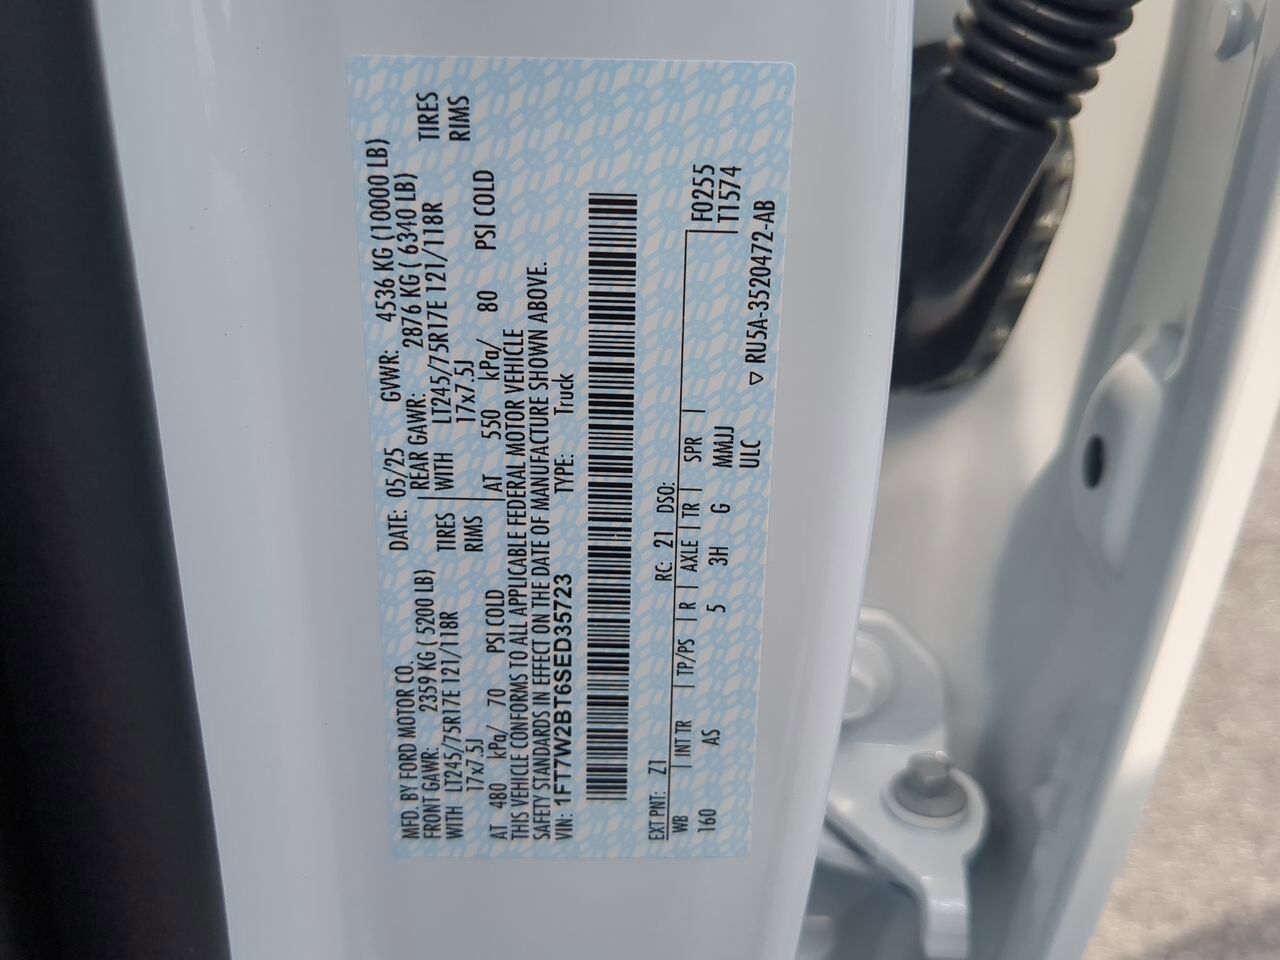 MFD. BY FORD MOTOR CO. DATE: 05/25 GVWR: 4536 KG (10000 LB)
FRONT GAWR: 2359 KG ( 5200 LB) REAR GAWR: 2876 KG ( 6340 LB)
WITH LT245/75R17E 121/118R TIRES WITH LT245/75R17E 121/118R TIRES
17x7.5J RIMS 17x7.5J RIMS
AT 480 kPa/ 70 PSI COLD AT 550 kPa/ 80 PSI COLD
THIS VEHICLE CONFORMS TO ALL APPLICABLE FEDERAL MOTOR VEHICLE
SAFETY STANDARDS IN EFFECT ON THE DATE OF MANUFACTURE SHOWN ABOVE.
VIN: 1FT7W2BT6SED35723 TYPE: Truck
EXT PNT: Z1 RC: 21 DSO:
WB INT TR TP/PS R AXLE TR SPR F0255
160 AS 5 3H G MMJJ T1574
ULC ▽ RU5A-3520472-AB